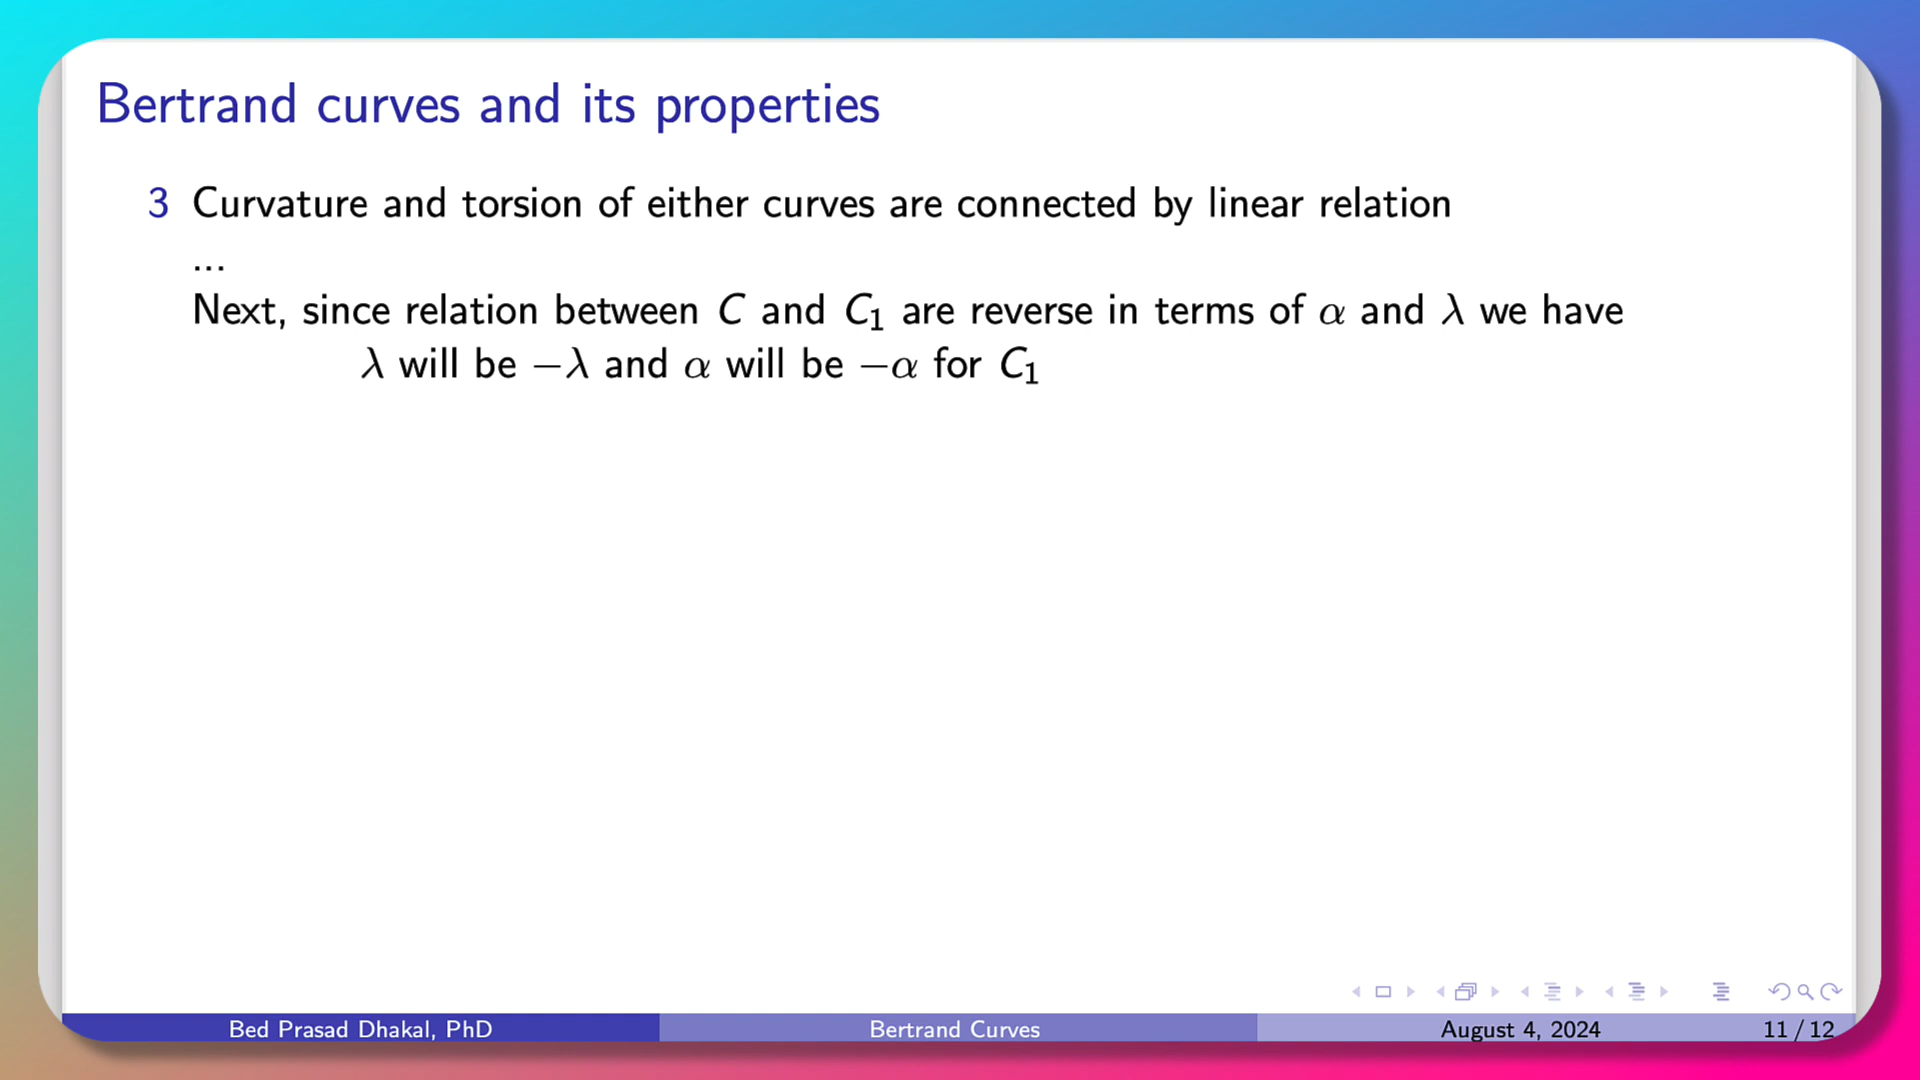 Bertrand curves and its properties
3 Curvature and torsion of either curves are connected by linear relation
...
Next, since relation between C and C₁ are reverse in terms of α and λ we have
λ will be −λ and α will be −α for C₁
Bed Prasad Dhakal, PhD Bertrand Curves August 4, 2024 11 / 12